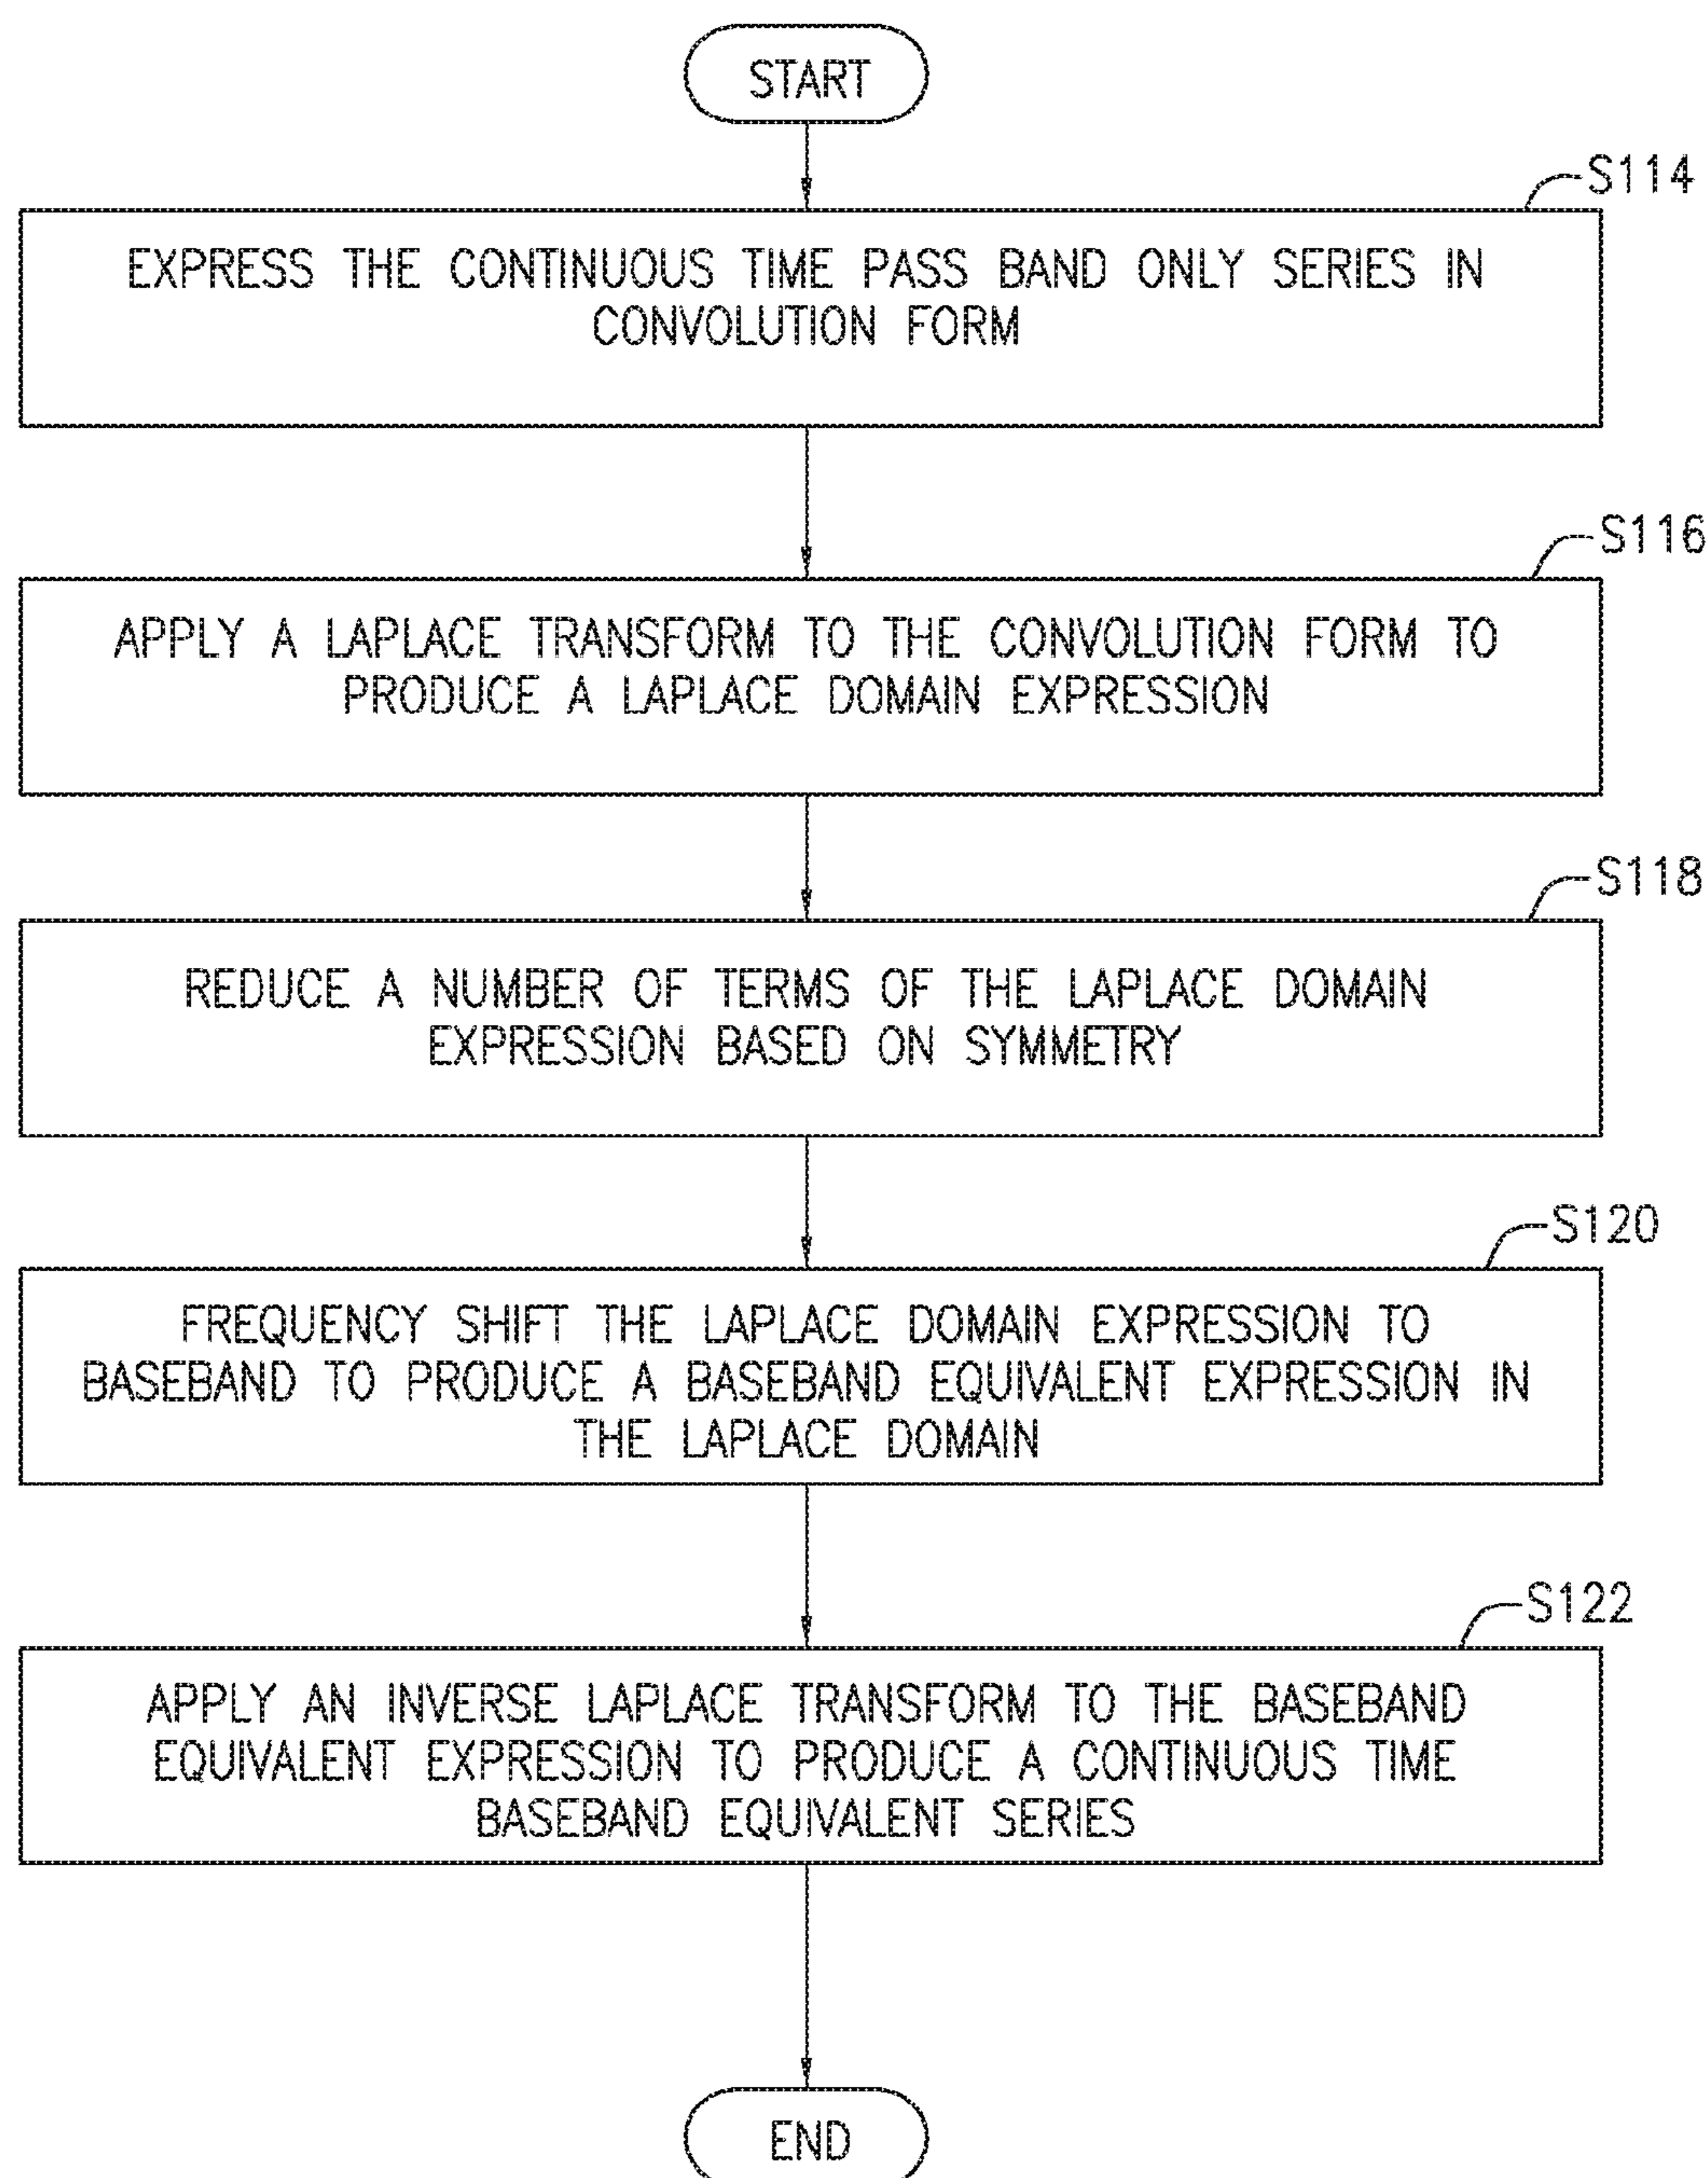 START
S114
EXPRESS THE CONTINUOUS TIME PASS BAND ONLY SERIES IN
CONVOLUTION FORM
S116
APPLY A LAPLACE TRANSFORM TO THE CONVOLUTION FORM TO
PRODUCE A LAPLACE DOMAIN EXPRESSION
S118
REDUCE A NUMBER OF TERMS OF THE LAPLACE DOMAIN
EXPRESSION BASED ON SYMMETRY
S120
FREQUENCY SHIFT THE LAPLACE DOMAIN EXPRESSION TO
BASEBAND TO PRODUCE A BASEBAND EQUIVALENT EXPRESSION IN
THE LAPLACE DOMAIN
S122
APPLY AN INVERSE LAPLACE TRANSFORM TO THE BASEBAND
EQUIVALENT EXPRESSION TO PRODUCE A CONTINUOUS TIME
BASEBAND EQUIVALENT SERIES
END